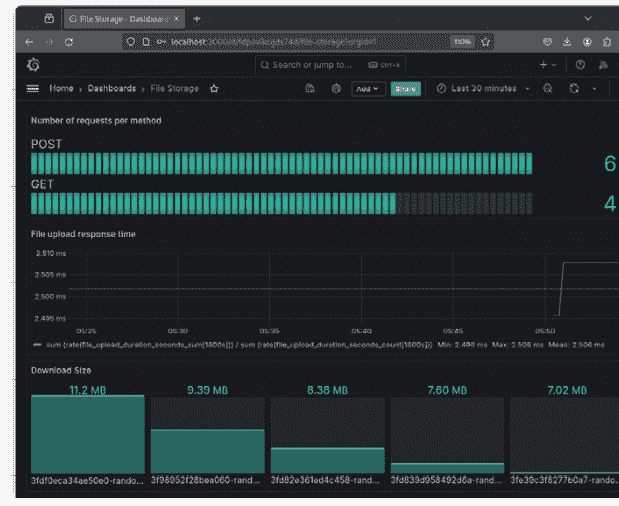 File Storage - Dashboard
localhost:3000
110%
Search or jump to... ctrl+k
Home Dashboards File Storage Add Share Last 30 minutes
Number of requests per method
POST
6
GET
4
File upload response time
2.510 ms
2.505 ms
2.500 ms
2.495 ms
05:25 05:30 05:35 05:40 05:45 05:50
sum (rate(file_upload_duration_seconds_sum[1800s])) / sum (rate(file_upload_duration_seconds_count[1800s])) Min: 2.496 ms Max: 2.508 ms Mean: 2.506 ms
Download Size
11.2 MB 9.39 MB 8.38 MB 7.60 MB 7.02 MB
3fdf0eca34ae50e0-rando... 3f98952f28bea060-rand... 3fd82e361ed4c458-rand... 3fd839d958492d6a-rand... 3fe39c3f8277b0a7-rando